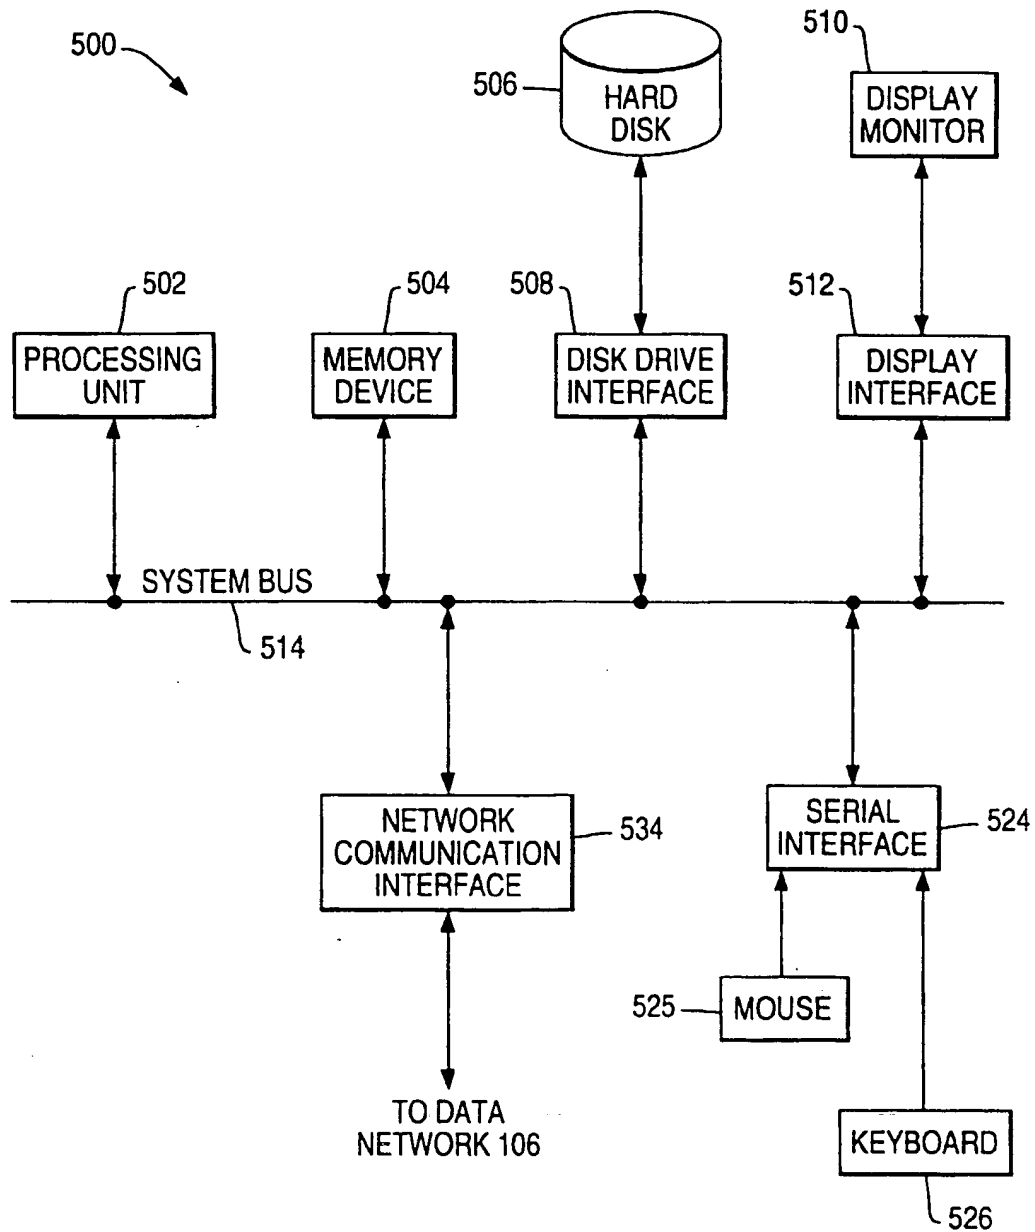 500
506
HARD
DISK
510
DISPLAY
MONITOR
502
PROCESSING
UNIT
504
MEMORY
DEVICE
508
DISK DRIVE
INTERFACE
512
DISPLAY
INTERFACE
SYSTEM BUS
514
NETWORK
COMMUNICATION
INTERFACE
534
SERIAL
INTERFACE
524
525
MOUSE
TO DATA
NETWORK 106
KEYBOARD
526